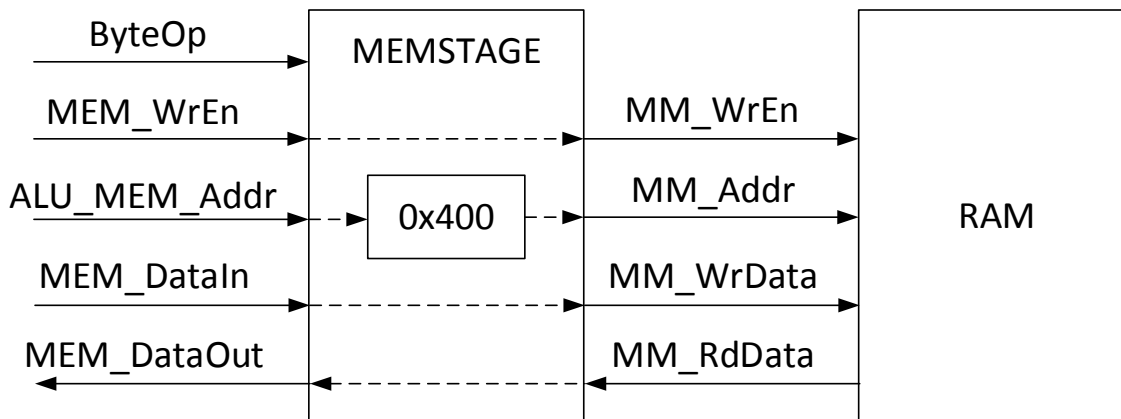 ByteOp
MEMSTAGE
MEM_WrEn
MM_WrEn
ALU_MEM_Addr
0x400
MM_Addr
RAM
MEM_DataIn
MM_WrData
MEM_DataOut
MM_RdData